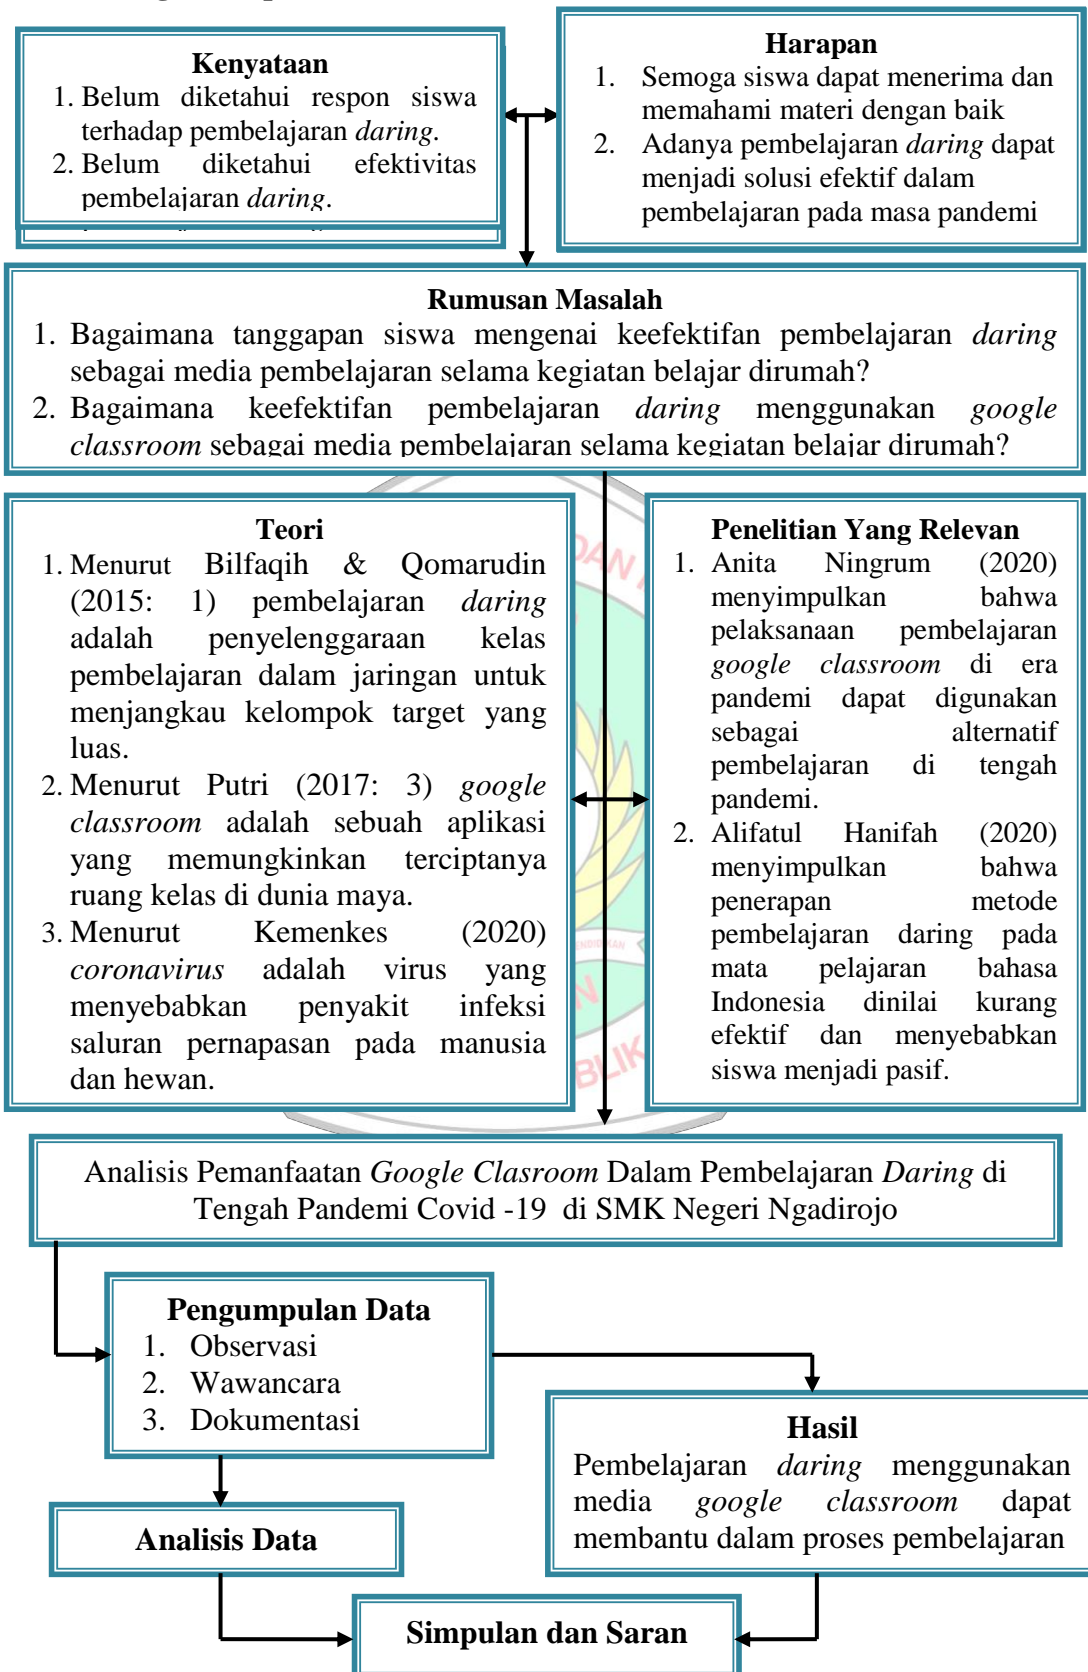 Kenyataan
1. Belum diketahui respon siswa
terhadap pembelajaran daring.
2. Belum diketahui efektivitas
pembelajaran daring.
Harapan
1. Semoga siswa dapat menerima dan
memahami materi dengan baik
2. Adanya pembelajaran daring dapat
menjadi solusi efektif dalam
pembelajaran pada masa pandemi
Rumusan Masalah
1. Bagaimana tanggapan siswa mengenai keefektifan pembelajaran daring
sebagai media pembelajaran selama kegiatan belajar dirumah?
2. Bagaimana keefektifan pembelajaran daring menggunakan google
classroom sebagai media pembelajaran selama kegiatan belajar dirumah?
Teori
1. Menurut Bilfaqih & Qomarudin
(2015: 1) pembelajaran daring
adalah penyelenggaraan kelas
pembelajaran dalam jaringan untuk
menjangkau kelompok target yang
luas.
2. Menurut Putri (2017: 3) google
classroom adalah sebuah aplikasi
yang memungkinkan terciptanya
ruang kelas di dunia maya.
3. Menurut Kemenkes (2020)
coronavirus adalah virus yang
menyebabkan penyakit infeksi
saluran pernapasan pada manusia
dan hewan.
Penelitian Yang Relevan
1. Anita Ningrum (2020)
menyimpulkan bahwa
pelaksanaan pembelajaran
google classroom di era
pandemi dapat digunakan
sebagai alternatif
pembelajaran di tengah
pandemi.
2. Alifatul Hanifah (2020)
menyimpulkan bahwa
penerapan metode
pembelajaran daring pada
mata pelajaran bahasa
Indonesia dinilai kurang
efektif dan menyebabkan
siswa menjadi pasif.
Analisis Pemanfaatan Google Clasroom Dalam Pembelajaran Daring di
Tengah Pandemi Covid -19 di SMK Negeri Ngadirojo
Pengumpulan Data
1. Observasi
2. Wawancara
3. Dokumentasi
Hasil
Pembelajaran daring menggunakan
media google classroom dapat
membantu dalam proses pembelajaran
Analisis Data
Simpulan dan Saran